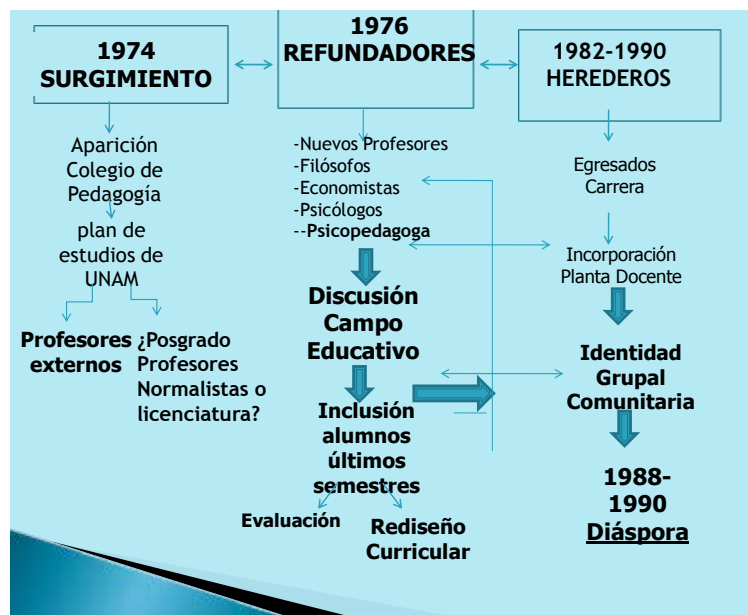 1974
SURGIMIENTO
Aparición
Colegio de
Pedagogía
plan de
estudios de
UNAM
Profesores
externos
¿Posgrado
Profesores
Normalistas o
licenciatura?
1976
REFUNDADORES
-Nuevos Profesores
-Filósofos
-Economistas
-Psicólogos
--Psicopedagoga
Discusión
Campo
Educativo
Inclusión
alumnos
últimos
semestres
Evaluación
Rediseño
Curricular
1982-1990
HEREDEROS
Egresados
Carrera
Incorporación
Planta Docente
Identidad
Grupal
Comunitaria
1988-
1990
Diáspora